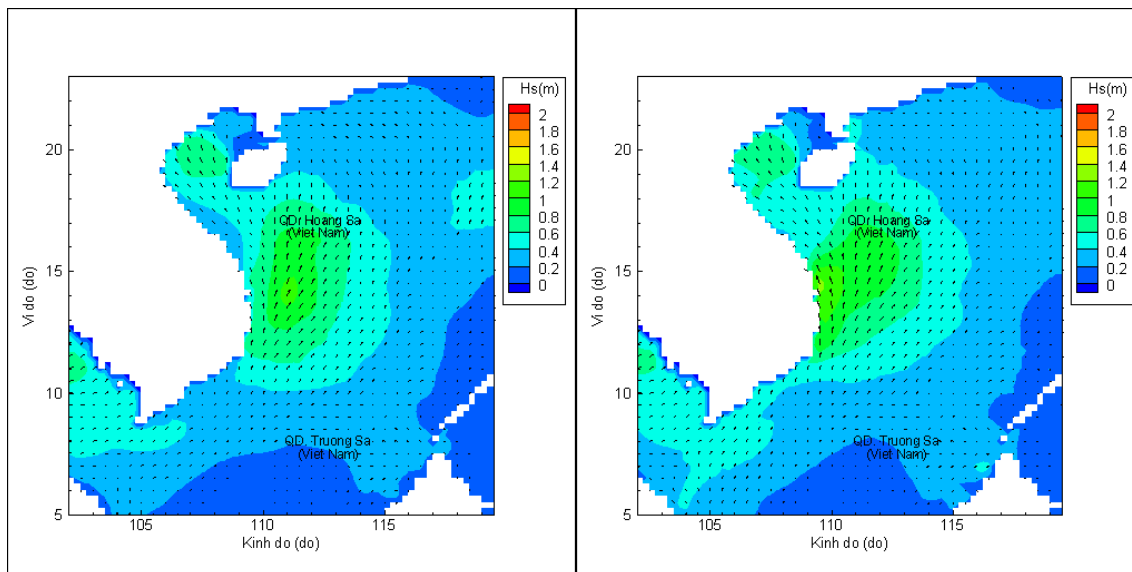 Hs(m)
2
1.8
1.6
1.4
1.2
1
0.8
0.6
0.4
0.2
0
20
15
10
5
Vi do (do)
QDr Hoang Sa
(Viet Nam)
QD. Truong Sa
(Viet Nam)
105
110
115
Kinh do (do)
Hs(m)
2
1.8
1.6
1.4
1.2
1
0.8
0.6
0.4
0.2
0
20
15
10
5
Vi do (do)
QDr Hoang Sa
(Viet Nam)
QD. Truong Sa
(Viet Nam)
105
110
115
Kinh do (do)